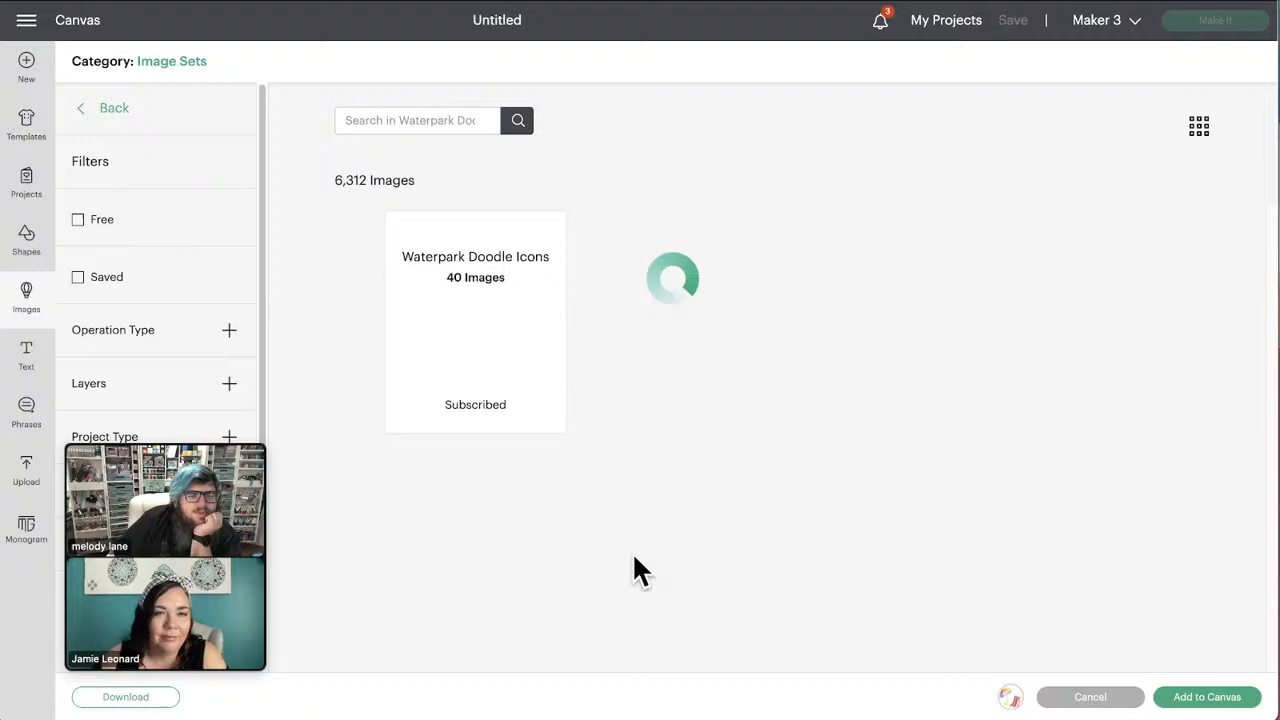 Canvas
Untitled
3
My Projects
Save
|
Maker 3
Make It
New
Templates
Projects
Shapes
Images
Text
Phrases
Upload
Monogram
Category: Image Sets
Back
Filters
Free
Saved
Operation Type
Layers
Project Type
Search in Waterpark Doc
6,312 Images
Waterpark Doodle Icons
40 Images
Subscribed
melody lane
Jamie Leonard
Download
Cancel
Add to Canvas